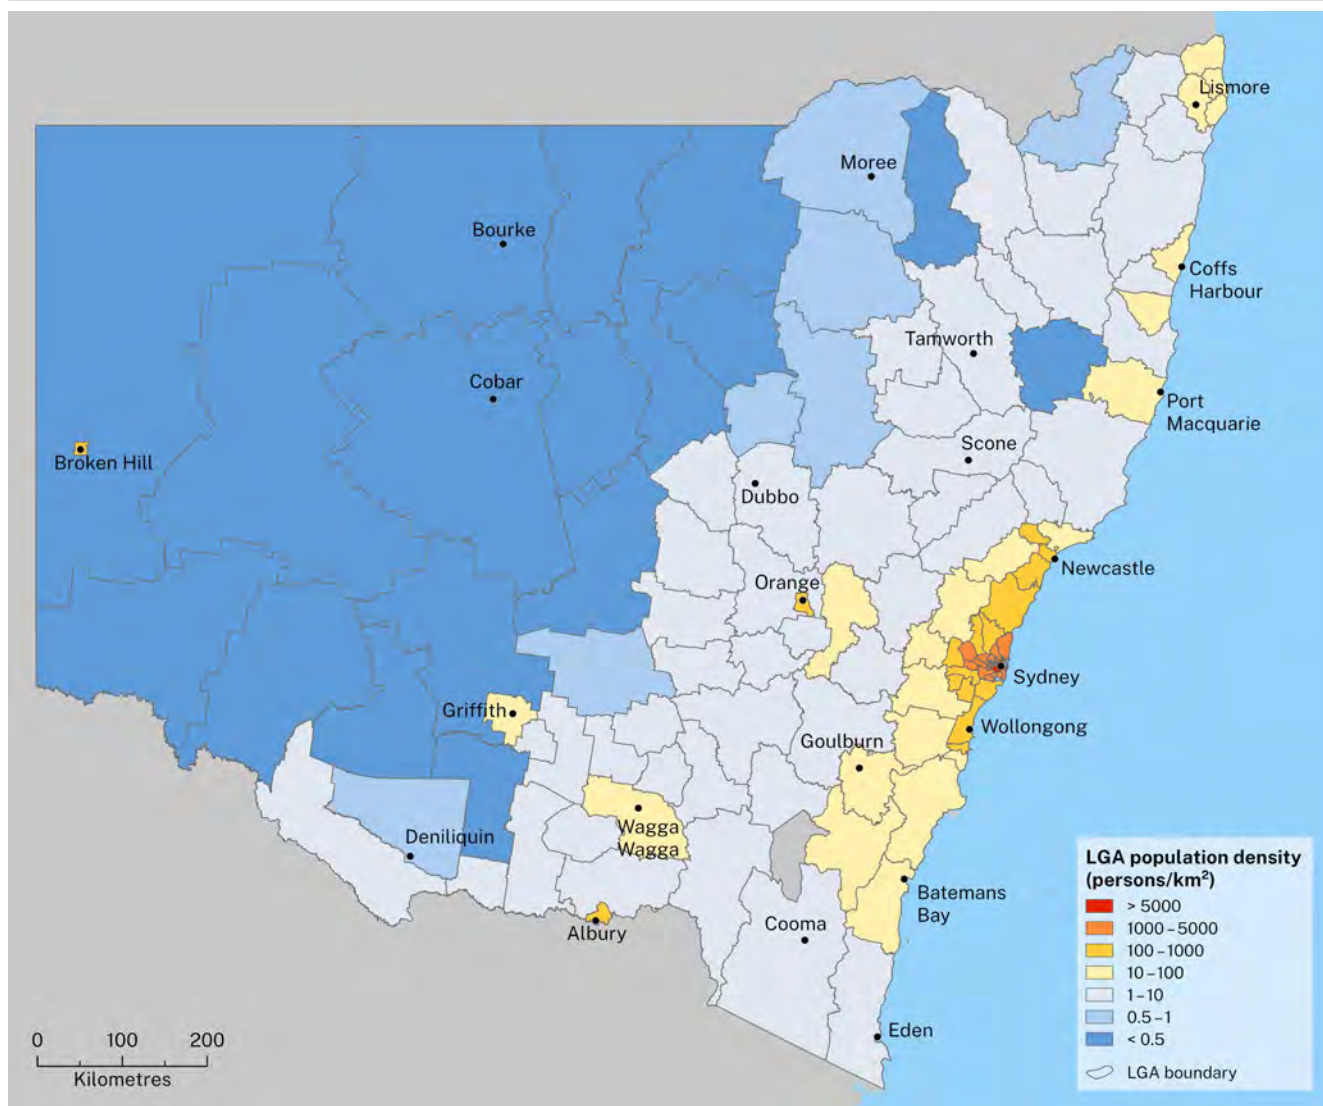 Lismore
Moree
Bourke
Coffs
Harbour
Tamworth
Cobar
Port
Macquarie
Scone
Broken Hill
Dubbo
Newcastle
Orange
Sydney
Griffith
Wollongong
Goulburn
Wagga
Wagga
Deniliquin
Batemans
Bay
Cooma
Albury
Eden
LGA population density
(persons/km²)
> 5000
1000–5000
100–1000
10–100
1–10
0.5–1
< 0.5
LGA boundary
0 100 200
Kilometres